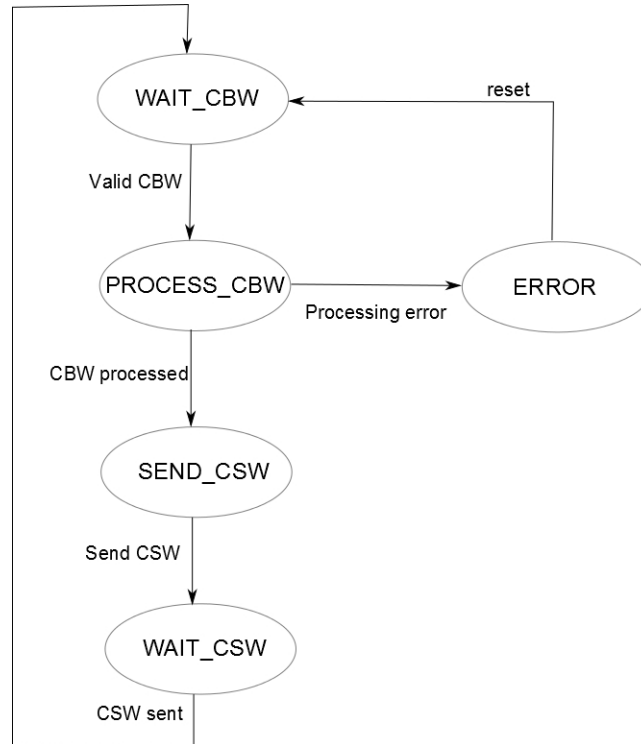 WAIT_CBW
reset
Valid CBW
PROCESS_CBW
ERROR
Processing error
CBW processed
SEND_CSW
Send CSW
WAIT_CSW
CSW sent